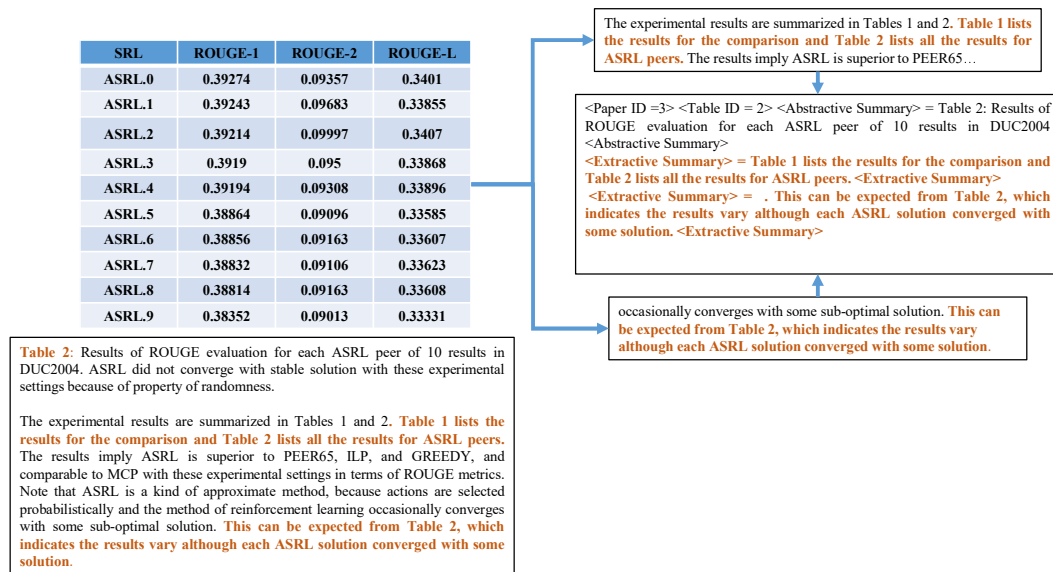 SRL ROUGE-1 ROUGE-2 ROUGE-L
ASRL.0 0.39274 0.09357 0.3401
ASRL.1 0.39243 0.09683 0.33855
ASRL.2 0.39214 0.09997 0.3407
ASRL.3 0.3919 0.095 0.33868
ASRL.4 0.39194 0.09308 0.33896
ASRL.5 0.38864 0.09096 0.33585
ASRL.6 0.38856 0.09163 0.33607
ASRL.7 0.38832 0.09106 0.33623
ASRL.8 0.38814 0.09163 0.33608
ASRL.9 0.38352 0.09013 0.33331
Table 2: Results of ROUGE evaluation for each ASRL peer of 10 results in
DUC2004. ASRL did not converge with stable solution with these experimental
settings because of property of randomness.
The experimental results are summarized in Tables 1 and 2. Table 1 lists the
results for the comparison and Table 2 lists all the results for ASRL peers.
The results imply ASRL is superior to PEER65, ILP, and GREEDY, and
comparable to MCP with these experimental settings in terms of ROUGE metrics.
Note that ASRL is a kind of approximate method, because actions are selected
probabilistically and the method of reinforcement learning occasionally converges
with some sub-optimal solution. This can be expected from Table 2, which
indicates the results vary although each ASRL solution converged with some
solution.
The experimental results are summarized in Tables 1 and 2. Table 1 lists
the results for the comparison and Table 2 lists all the results for
ASRL peers. The results imply ASRL is superior to PEER65…
<Paper ID =3> <Table ID = 2> <Abstractive Summary> = Table 2: Results of
ROUGE evaluation for each ASRL peer of 10 results in DUC2004
<Abstractive Summary>
<Extractive Summary> = Table 1 lists the results for the comparison and
Table 2 lists all the results for ASRL peers. <Extractive Summary>
<Extractive Summary> = . This can be expected from Table 2, which
indicates the results vary although each ASRL solution converged with
some solution. <Extractive Summary>
occasionally converges with some sub-optimal solution. This can
be expected from Table 2, which indicates the results vary
although each ASRL solution converged with some solution.